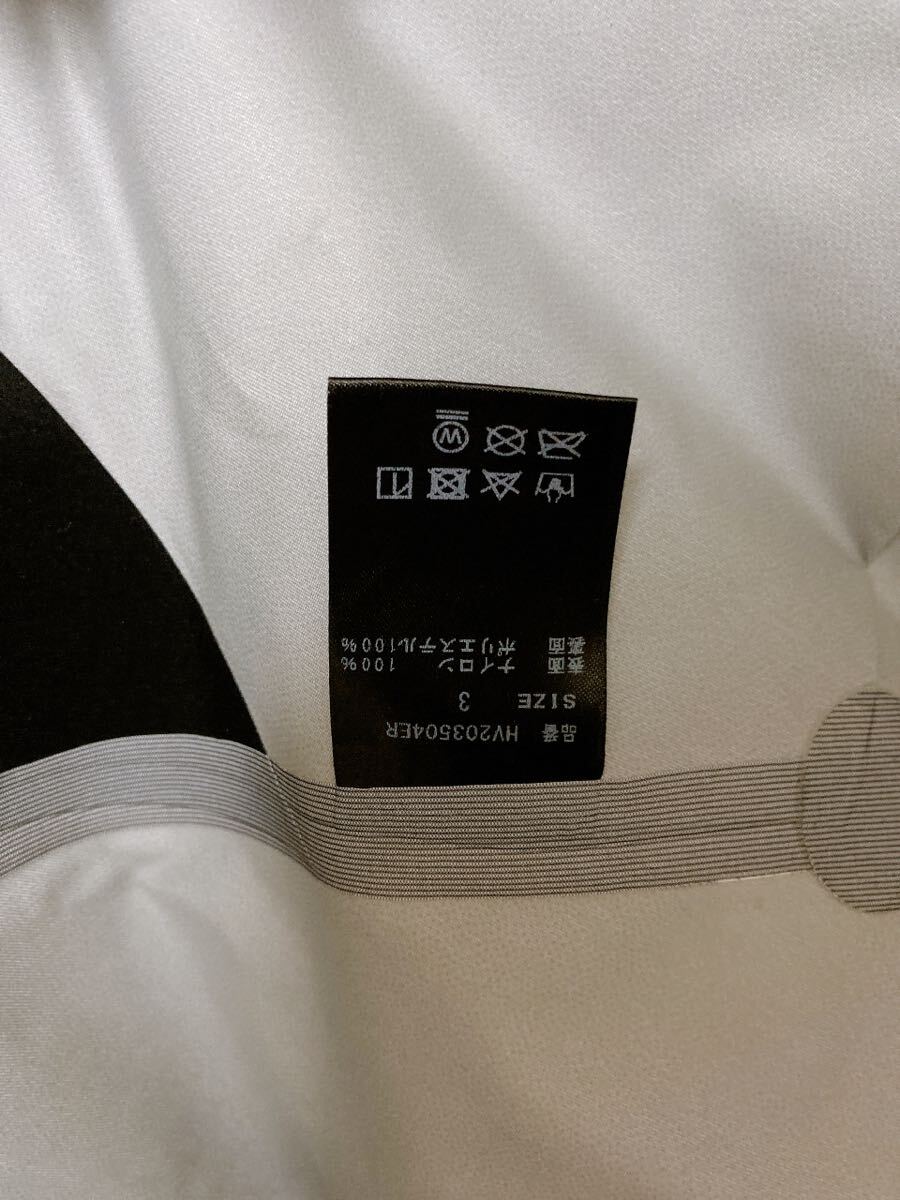 品番 HV203504ER
SIZE 3
表面 ナイロン 100%
裏面 ポリエステル100%
W